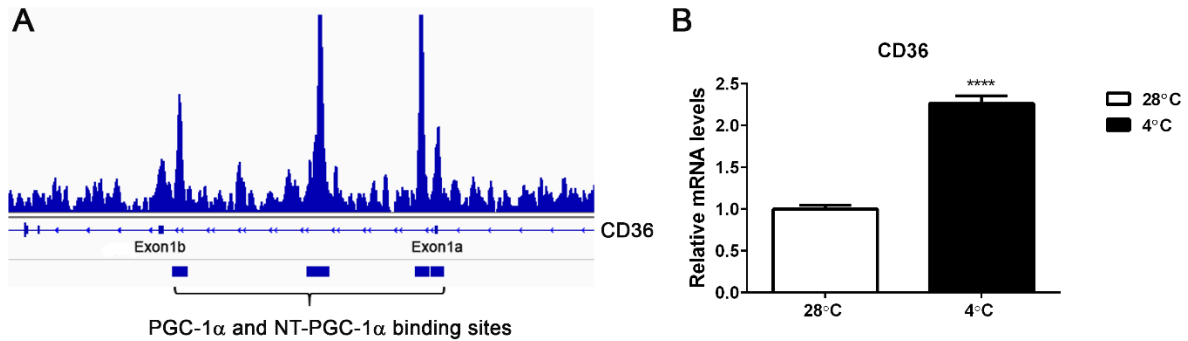 A
CD36
Exon1b
Exon1a
PGC-1α and NT-PGC-1α binding sites
B
CD36
****
Relative mRNA levels
2.5
2.0
1.5
1.0
0.5
0.0
28°C
4°C
28°C
4°C